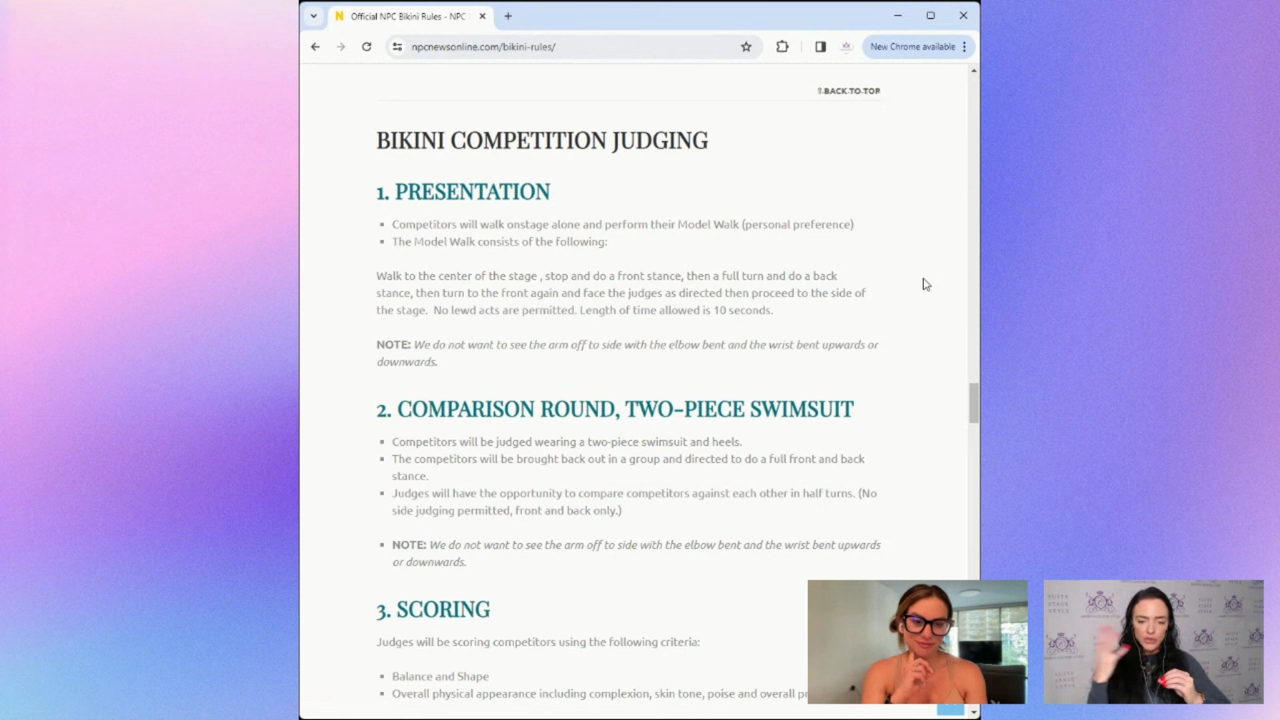 Official NPC Bikini Rules - NPC
npcnewsonline.com/bikini-rules/
New Chrome available
BACK TO TOP
BIKINI COMPETITION JUDGING
1. PRESENTATION
▪ Competitors will walk onstage alone and perform their Model Walk (personal preference)
▪ The Model Walk consists of the following:
Walk to the center of the stage , stop and do a front stance, then a full turn and do a back
stance, then turn to the front again and face the judges as directed then proceed to the side of
the stage. No lewd acts are permitted. Length of time allowed is 10 seconds.
NOTE: We do not want to see the arm off to side with the elbow bent and the wrist bent upwards or
downwards.
2. COMPARISON ROUND, TWO-PIECE SWIMSUIT
▪ Competitors will be judged wearing a two-piece swimsuit and heels.
▪ The competitors will be brought back out in a group and directed to do a full front and back
stance.
▪ Judges will have the opportunity to compare competitors against each other in half turns. (No
side judging permitted, front and back only.)
▪ NOTE: We do not want to see the arm off to side with the elbow bent and the wrist bent upwards
or downwards.
3. SCORING
Judges will be scoring competitors using the following criteria:
▪ Balance and Shape
▪ Overall physical appearance including complexion, skin tone, poise and overall pr